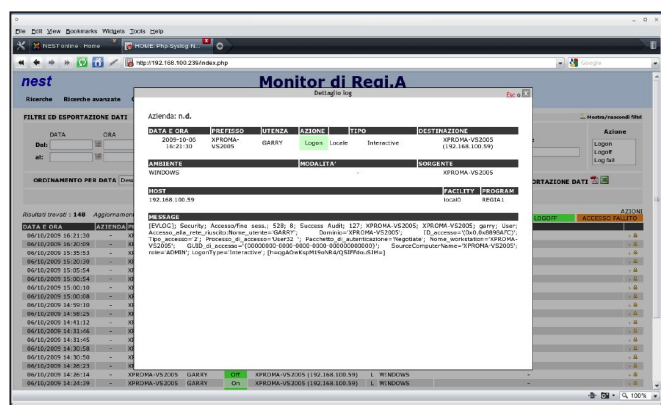 File Edit View Bookmarks Widgets Tools Help
NEST online - Home
HOME: Php-Syslog N...
http://192.168.100.239/index.php
Google
nest
Monitor di Regi.A
Ricerche Ricerche avanzate
Dettaglio log
Esc o X
FILTRI ED ESPORTAZIONE DATI
Mostra/nascondi filtri
DATA ORA
Dal:
al:
Azione
Logon
Logoff
Log fail
ORDINAMENTO PER DATA
ORTAZIONE DATI
Azienda: n.d.
DATA E ORA PREFISSO UTENZA AZIONE TIPO DESTINAZIONE
2009-10-06 16:21:30 XPROMA-VS2005 GARRY Logon Locale Interactive XPROMA-VS2005 (192.168.100.59)
AMBIENTE MODALITA' SORGENTE
WINDOWS - XPROMA-VS2005
HOST FACILITY PROGRAM
192.168.100.59 local0 REGIA1
MESSAGE
[EVLOG]; Security; Accesso/fine sess.; 528; 8; Success Audit; 127; XPROMA-VS2005; XPROMA-VS2005; garry; User;
Accesso_alla_rete_riuscito:Nome_utente='GARRY'; Dominio='XPROMA-VS2005';
Tipo_accesso='2'; Processo_di_accesso='User32 '; Pacchetto_di_autenticazione='Negotiate'; Nome_workstation='XPROMA-
VS2005'; GUID_di_accesso='{00000000-0000-0000-0000-000000000000}'; SourceComputerName='XPROMA-VS2005';
role='ADMIN'; LogonType='Interactive';
Risultati trovati : 148
AZIONI
LOGOFF ACCESSO FALLITO
DATA E ORA AZIENDA
06/10/2009 16:21:30 -
06/10/2009 16:20:09 -
06/10/2009 15:35:53 -
06/10/2009 15:20:30 -
06/10/2009 15:05:54 -
06/10/2009 15:00:54 -
06/10/2009 15:00:10 -
06/10/2009 15:00:08 -
06/10/2009 14:59:10 -
06/10/2009 14:58:25 -
06/10/2009 14:41:12 -
06/10/2009 14:31:46 -
06/10/2009 14:31:45 -
06/10/2009 14:30:58 -
06/10/2009 14:30:58 -
06/10/2009 14:26:23 -
06/10/2009 14:26:14 - XPROMA-VS2005 GARRY Off XPROMA-VS2005 (192.168.100.59) L WINDOWS -
06/10/2009 14:24:39 - XPROMA-VS2005 GARRY On XPROMA-VS2005 (192.168.100.59) L WINDOWS -
100%